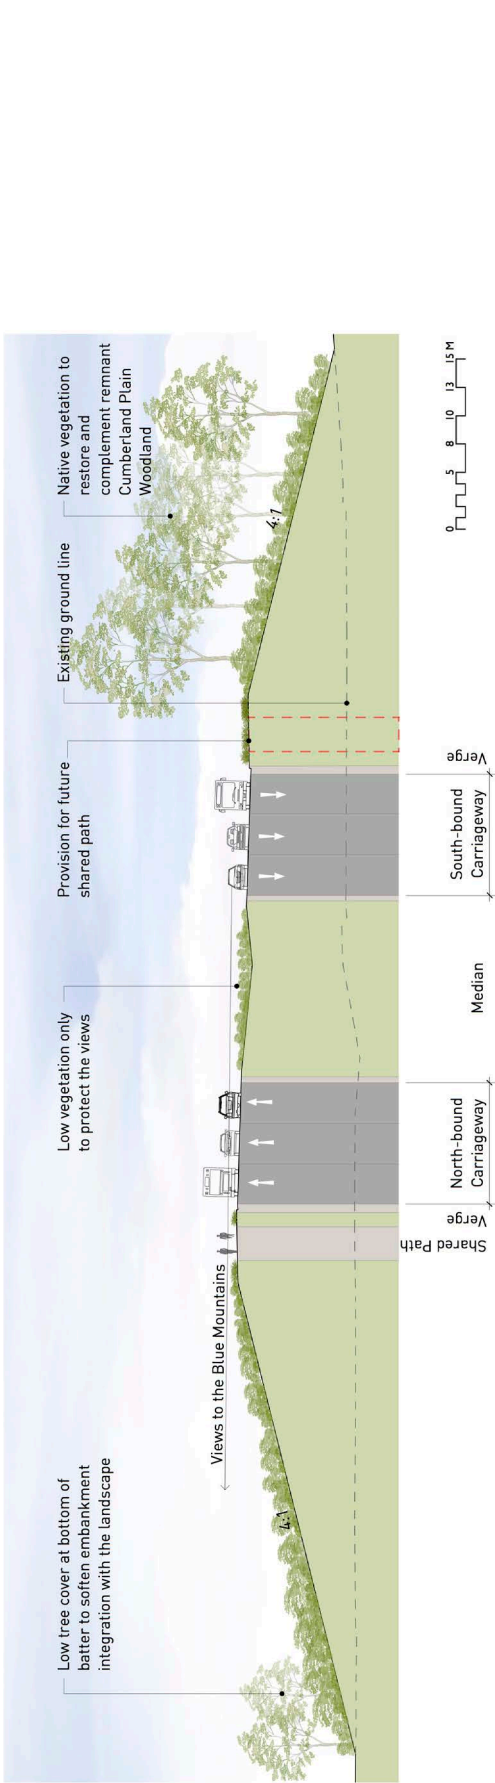 Low tree cover at bottom of
batter to soften embankment
integration with the landscape
Views to the Blue Mountains
Low vegetation only
to protect the views
Provision for future
shared path
Existing ground line
Native vegetation to
restore and
complement remnant
Cumberland Plain
Woodland
4:1
4:1
Shared Path
Verge
North-bound
Carriageway
Median
South-bound
Carriageway
Verge
0 5 8 10 13 15 M